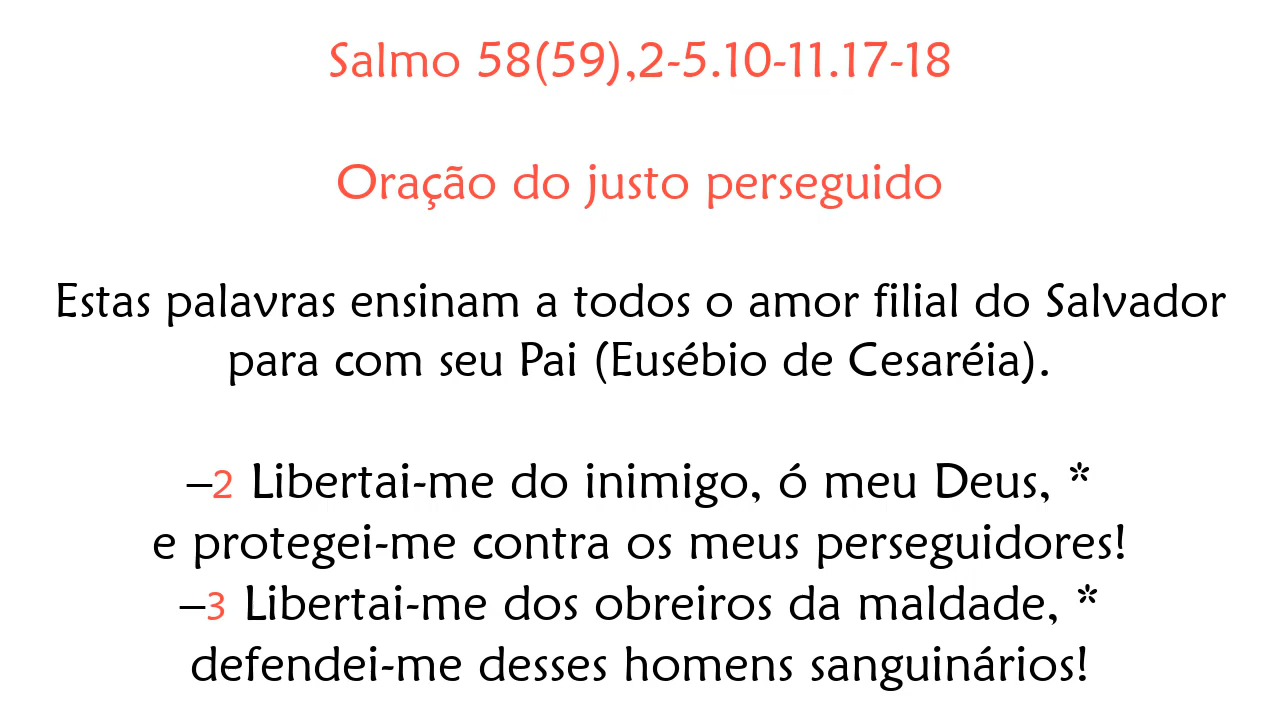 Salmo 58(59),2-5.10-11.17-18
Oração do justo perseguido
Estas palavras ensinam a todos o amor filial do Salvador
para com seu Pai (Eusébio de Cesaréia).
–2 Libertai-me do inimigo, ó meu Deus, *
e protegei-me contra os meus perseguidores!
–3 Libertai-me dos obreiros da maldade, *
defendei-me desses homens sanguinários!